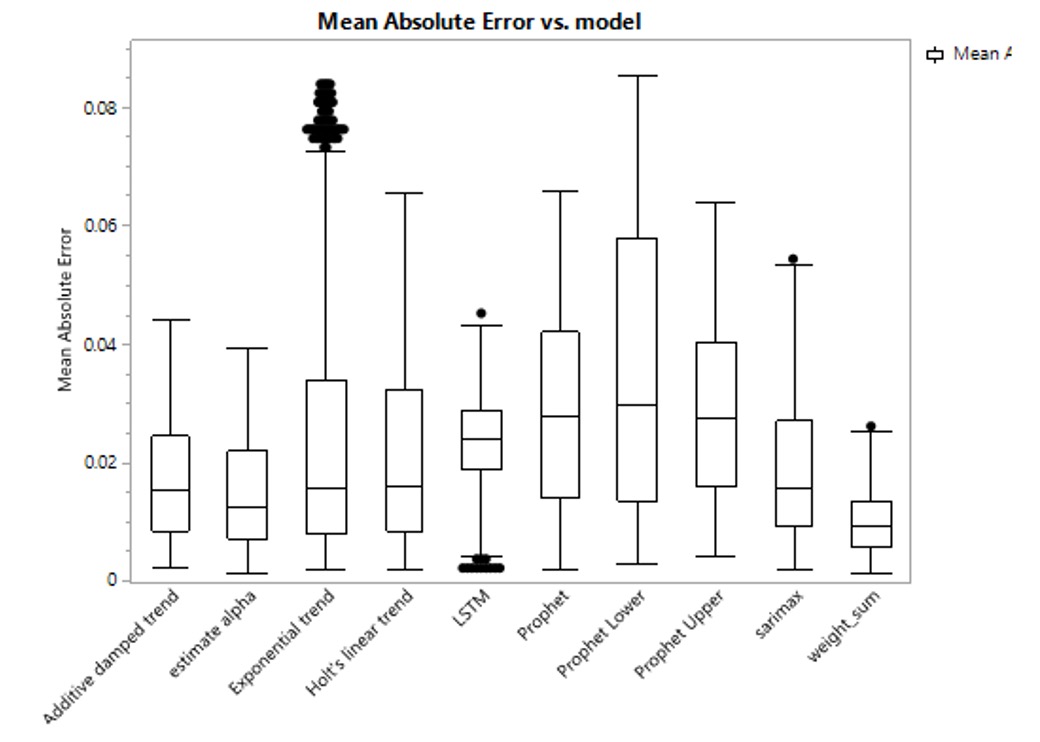 Mean Absolute Error vs. model
Mean A
Mean Absolute Error
0.08
0.06
0.04
0.02
0
Additive damped trend
estimate alpha
Exponential trend
Holt's linear trend
LSTM
Prophet
Prophet Lower
Prophet Upper
sarimax
weight_sum